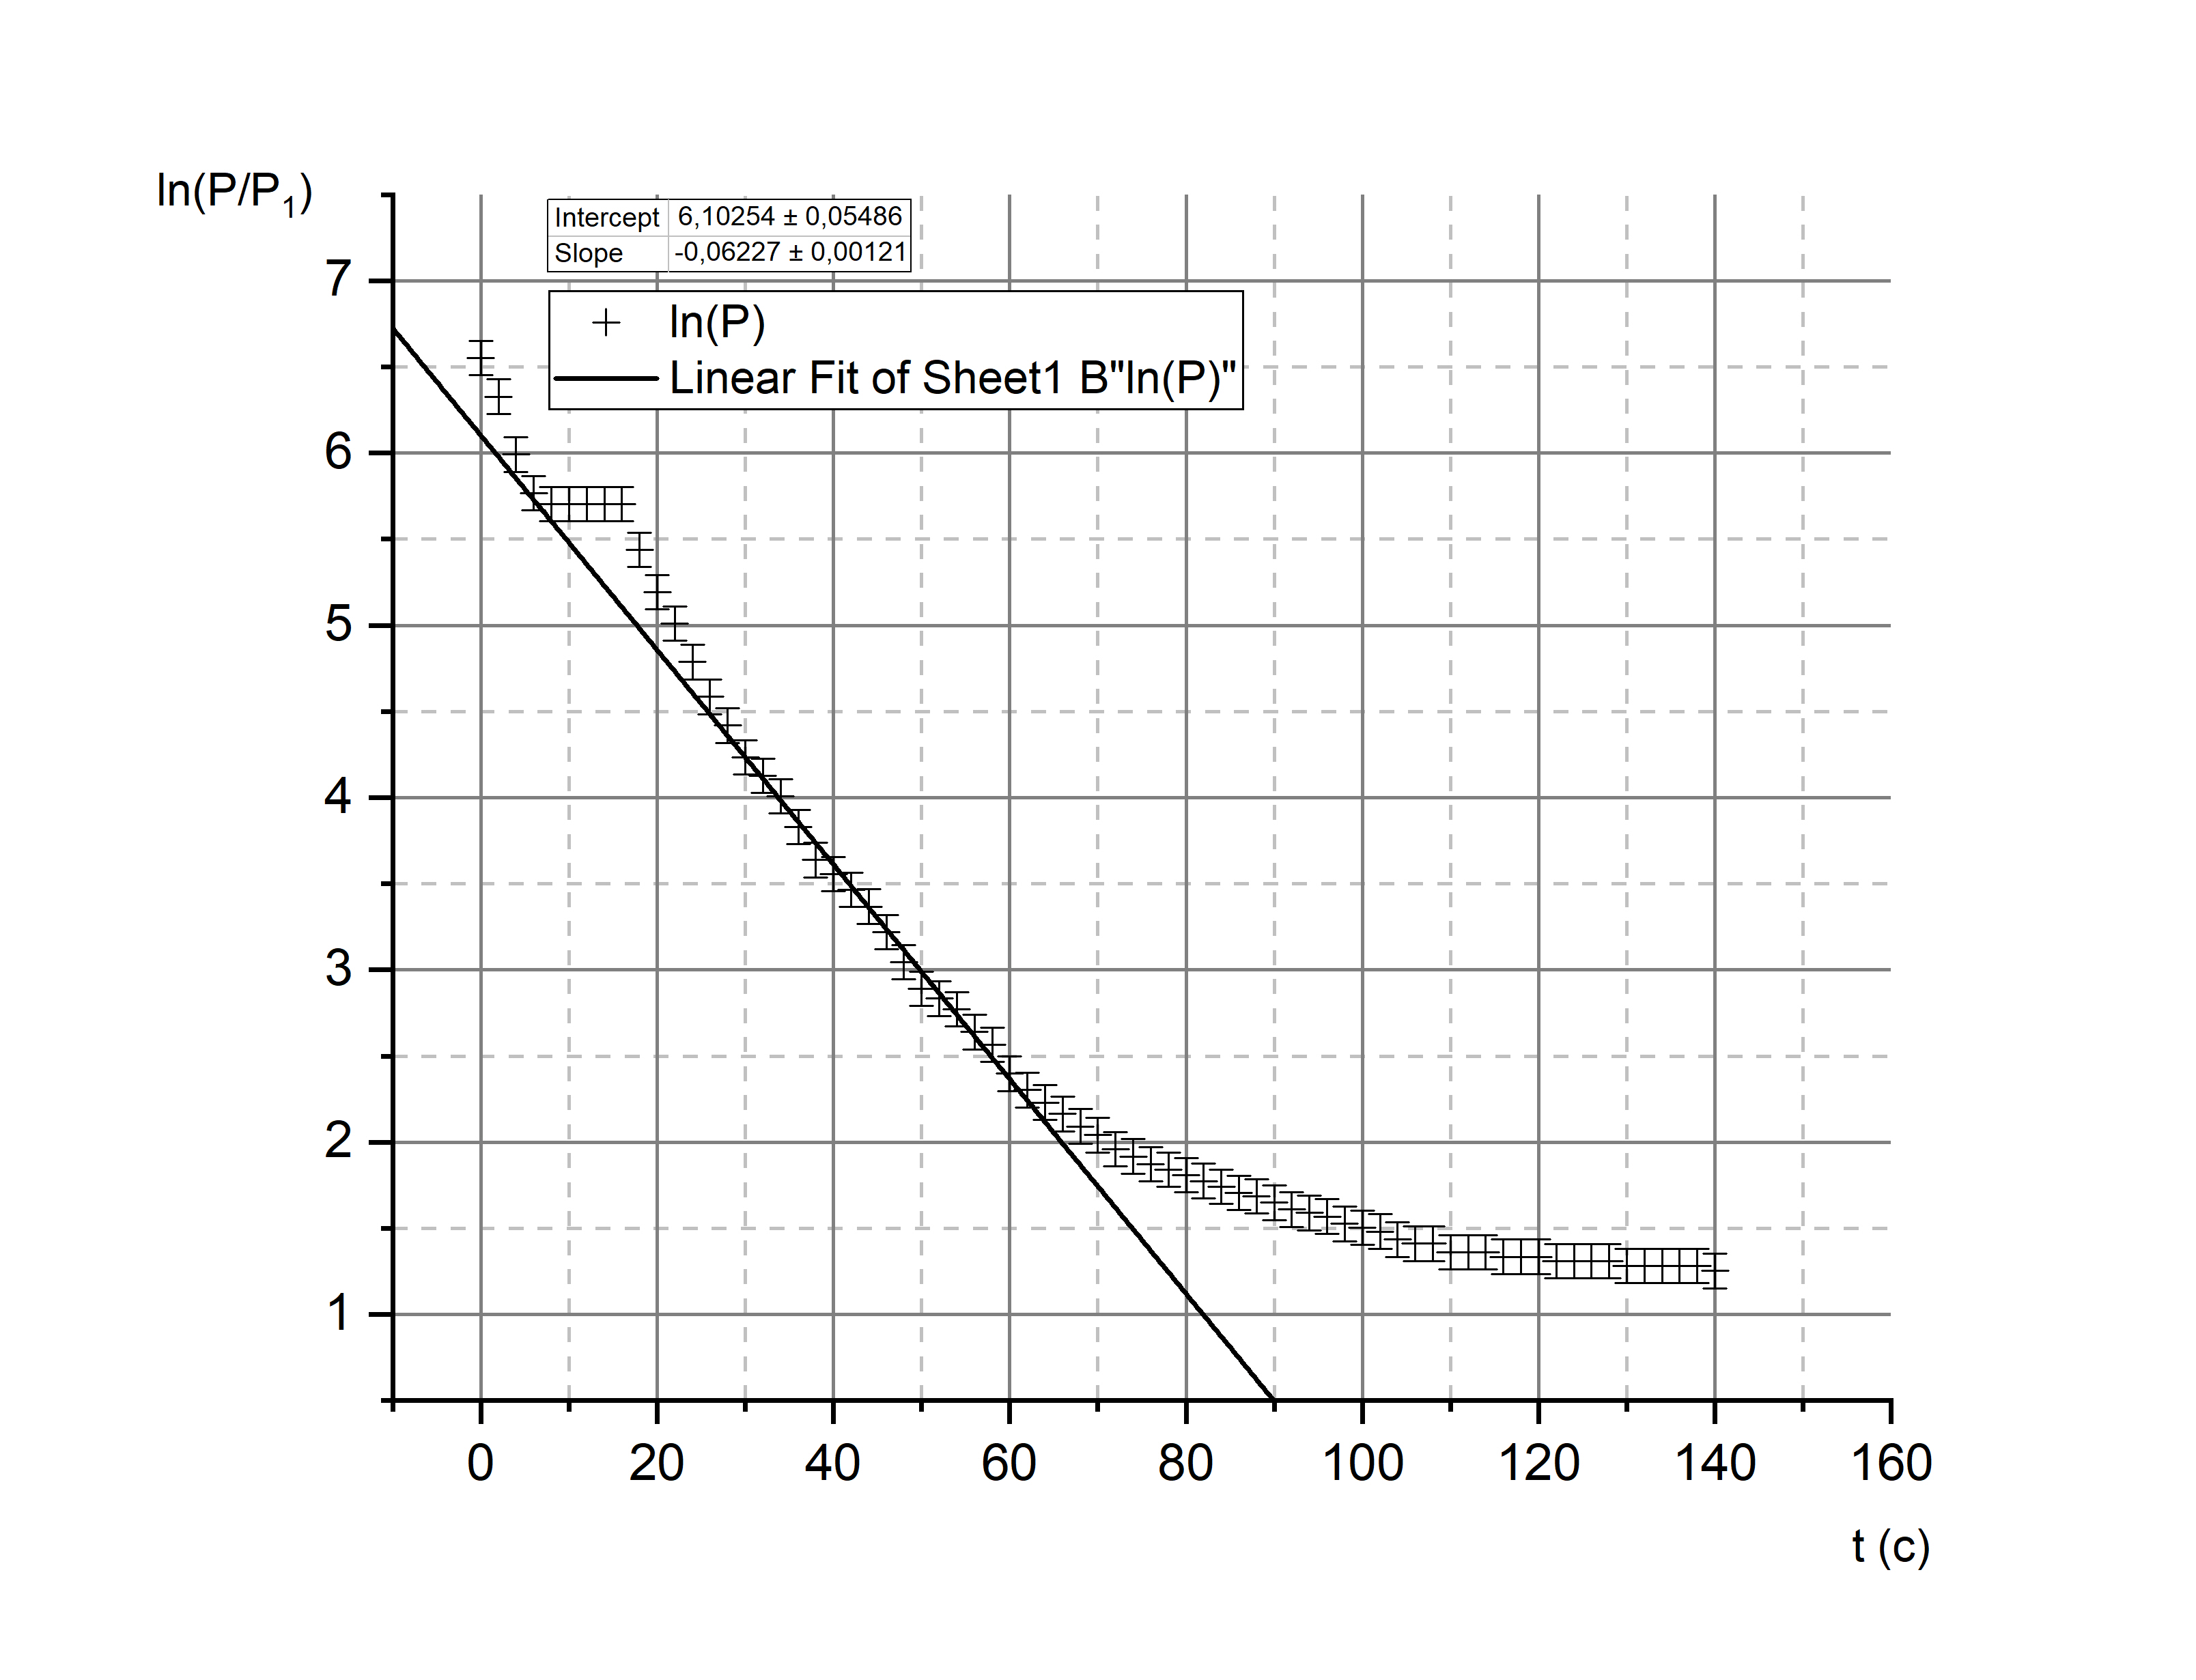 ln(P/P₁)
Intercept 6,10254 ± 0,05486
Slope -0,06227 ± 0,00121
ln(P)
Linear Fit of Sheet1 B"ln(P)"
7
6
5
4
3
2
1
0 20 40 60 80 100 120 140 160
t (c)